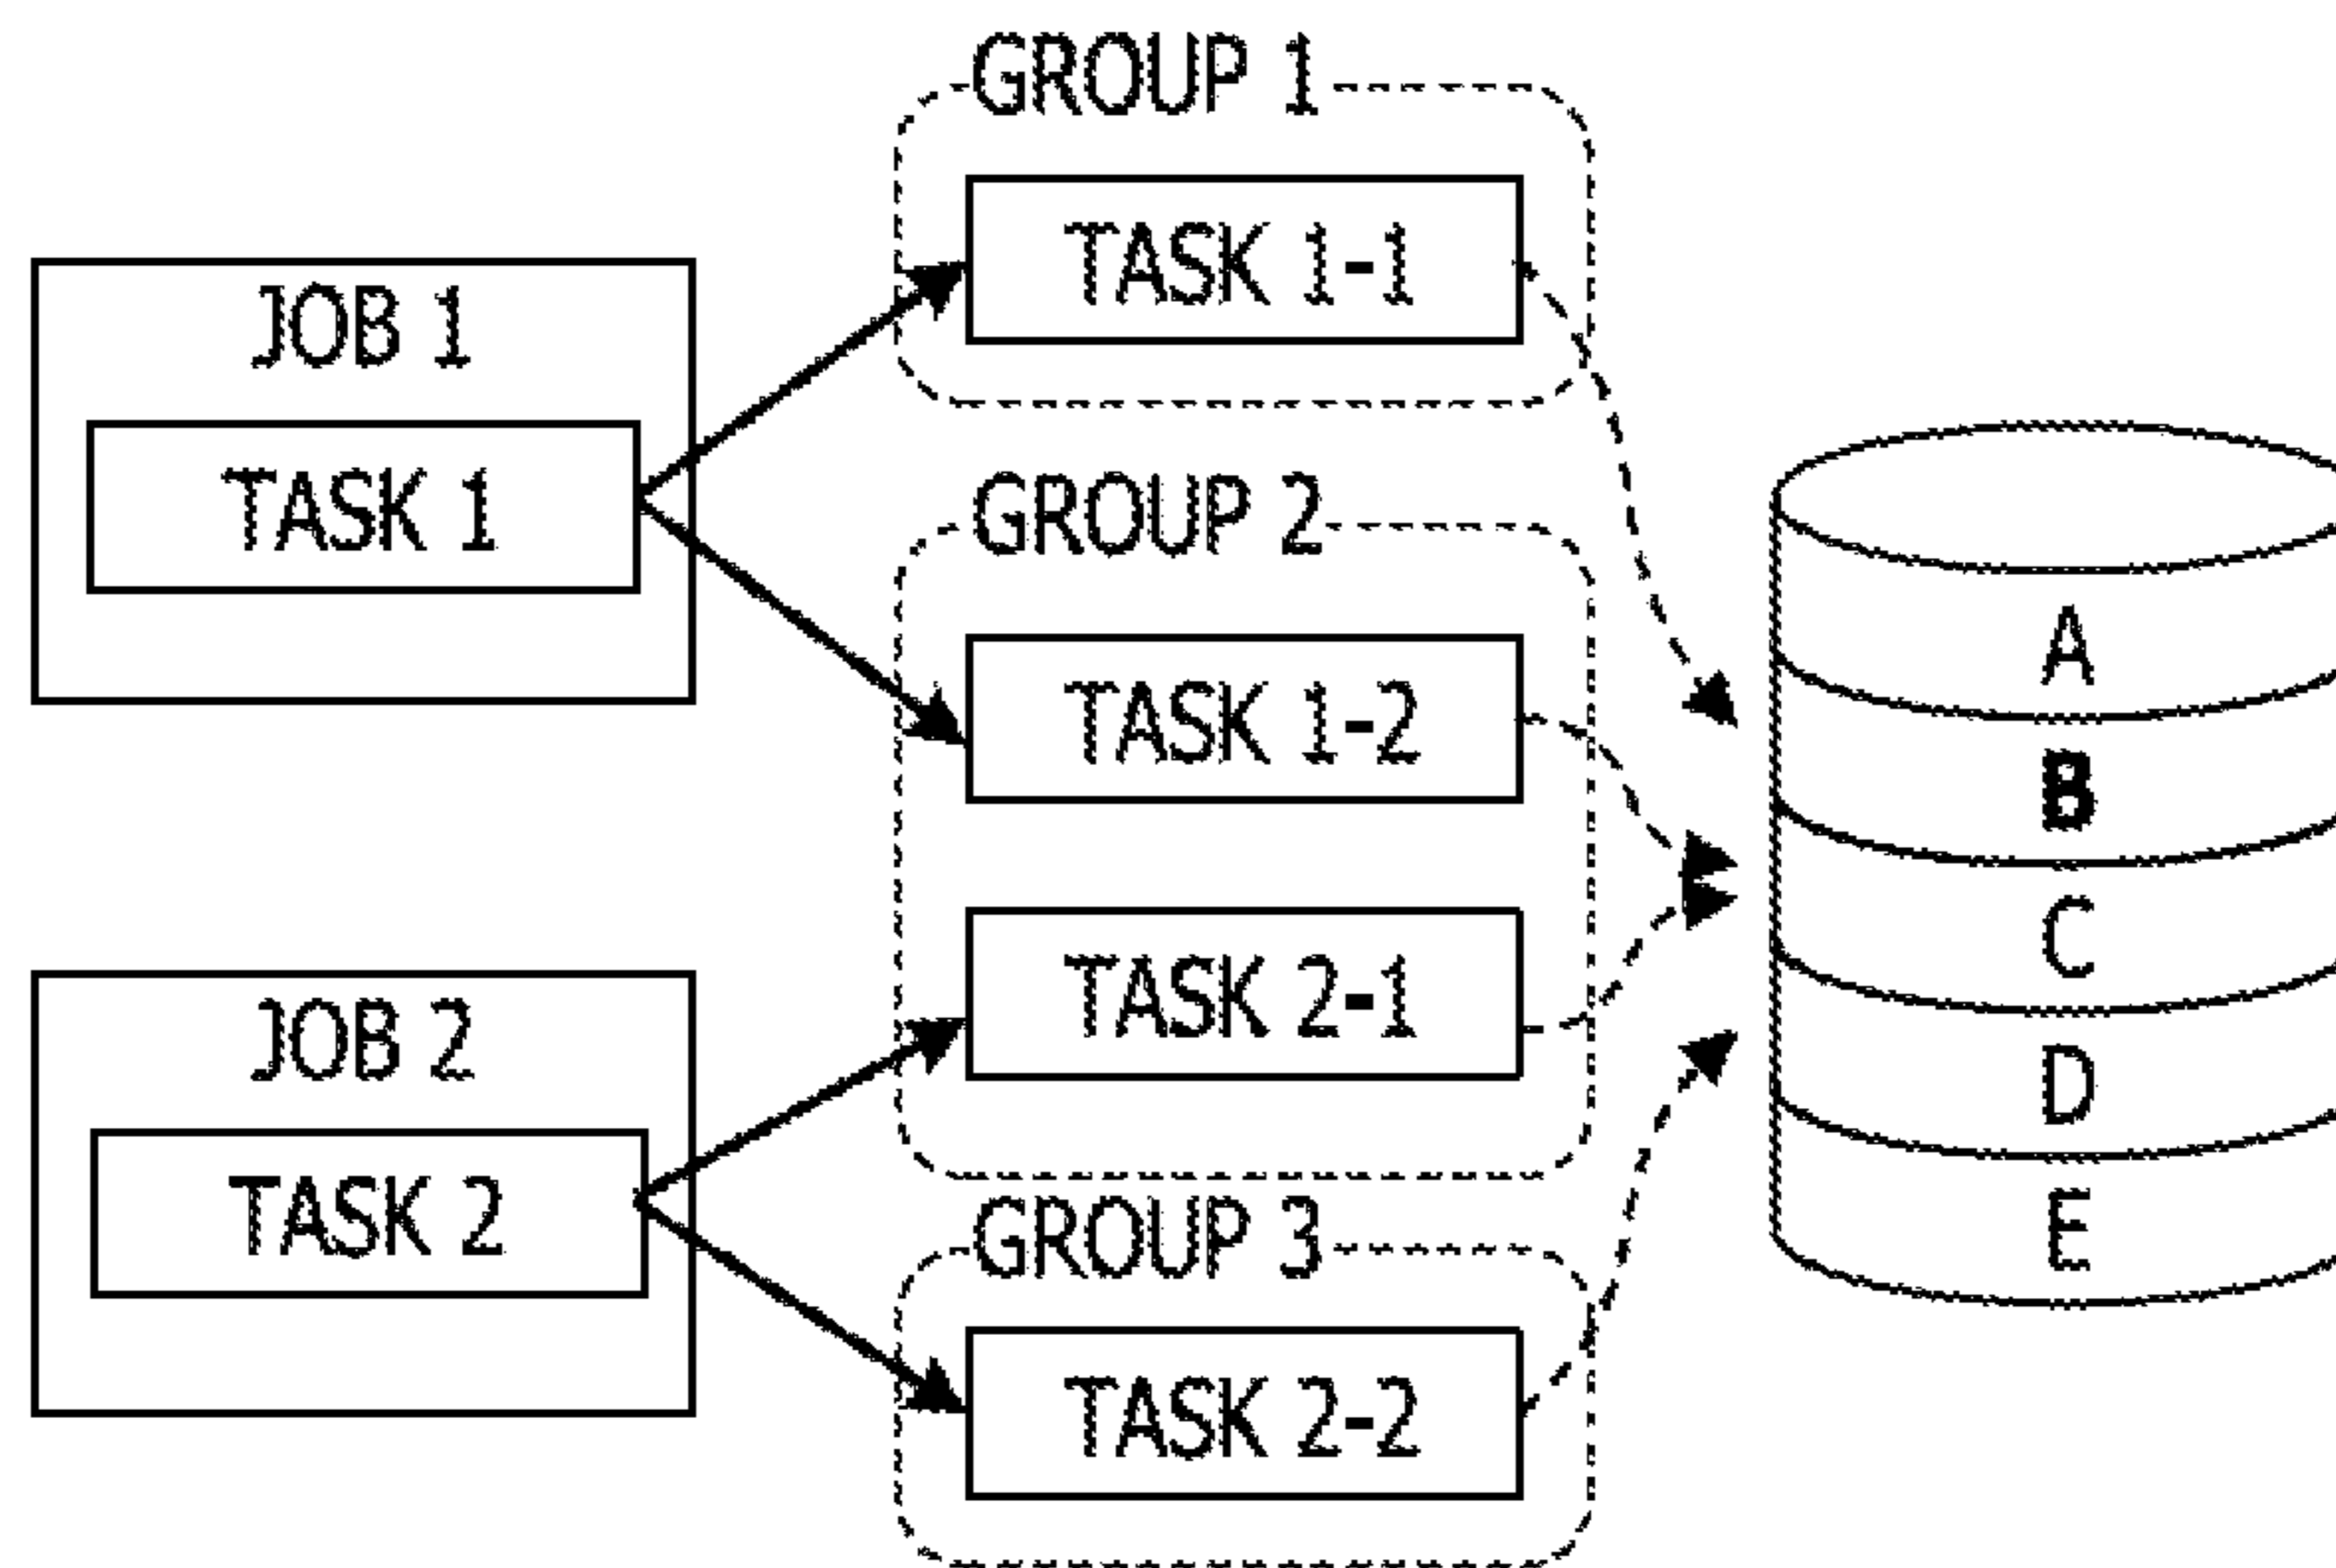 GROUP 1
TASK 1-1
JOB 1
TASK 1
GROUP 2
TASK 1-2
TASK 2-1
JOB 2
TASK 2
GROUP 3
TASK 2-2
A
B
C
D
E